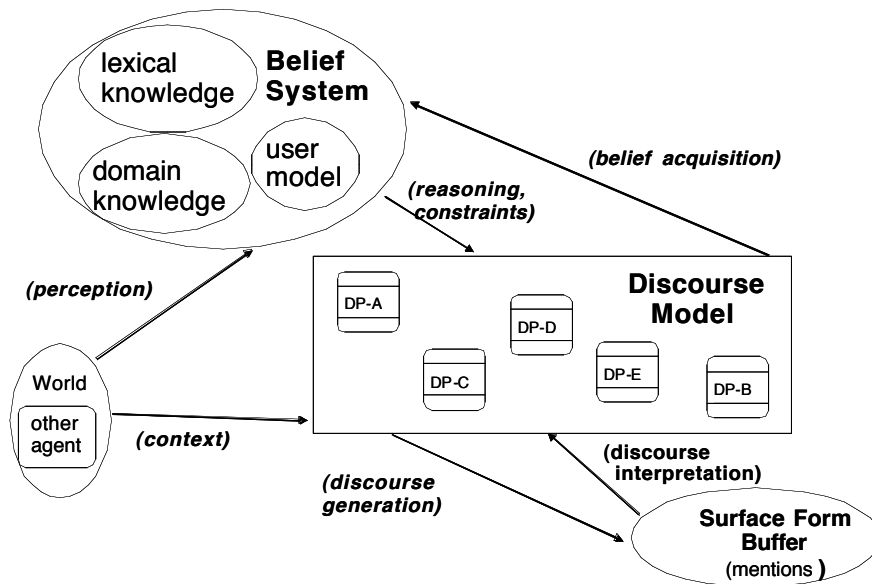 lexical
knowledge
Belief
System
domain
knowledge
user
model
(belief acquisition)
(reasoning,
constraints)
(perception)
Discourse
Model
DP-A
DP-D
DP-C
DP-E
DP-B
World
other
agent
(context)
(discourse
interpretation)
(discourse
generation)
Surface Form
Buffer
(mentions )